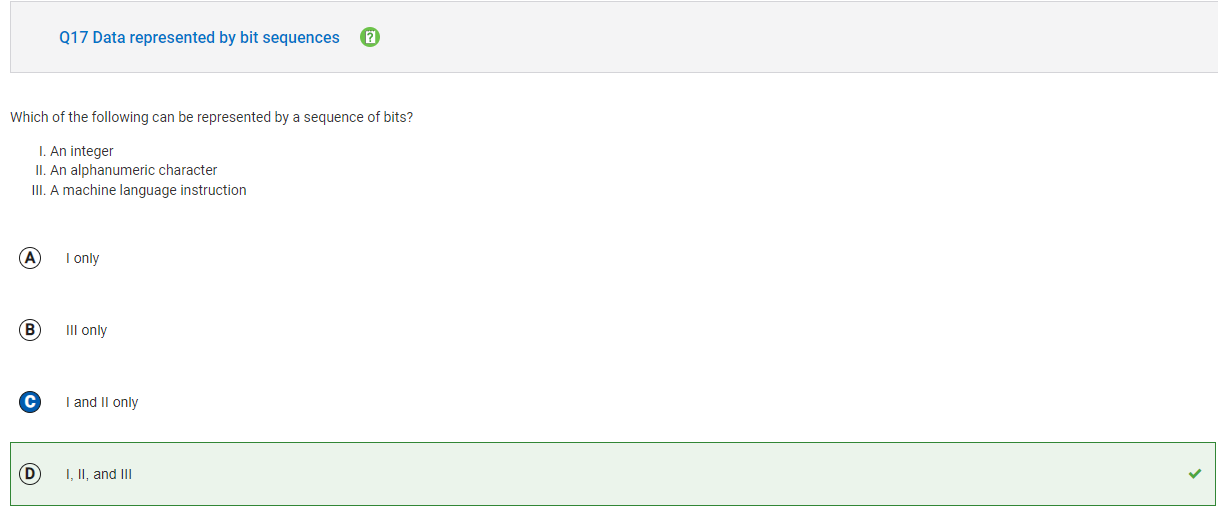 Q17 Data represented by bit sequences ?
Which of the following can be represented by a sequence of bits?
I. An integer
II. An alphanumeric character
III. A machine language instruction
A I only
B III only
C I and II only
D I, II, and III